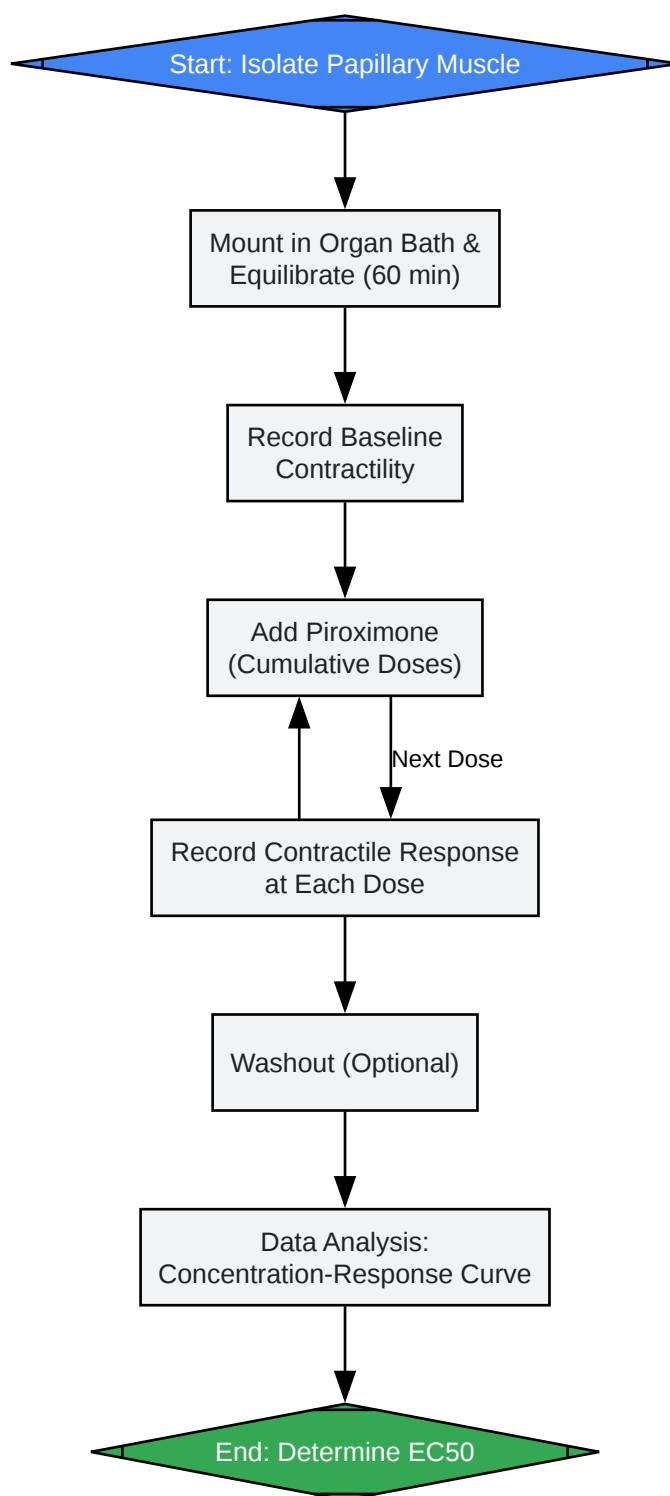 Start: Isolate Papillary Muscle
Mount in Organ Bath &
Equilibrate (60 min)
Record Baseline
Contractility
Add Piroximone
(Cumulative Doses)
Next Dose
Record Contractile Response
at Each Dose
Washout (Optional)
Data Analysis:
Concentration-Response Curve
End: Determine EC50